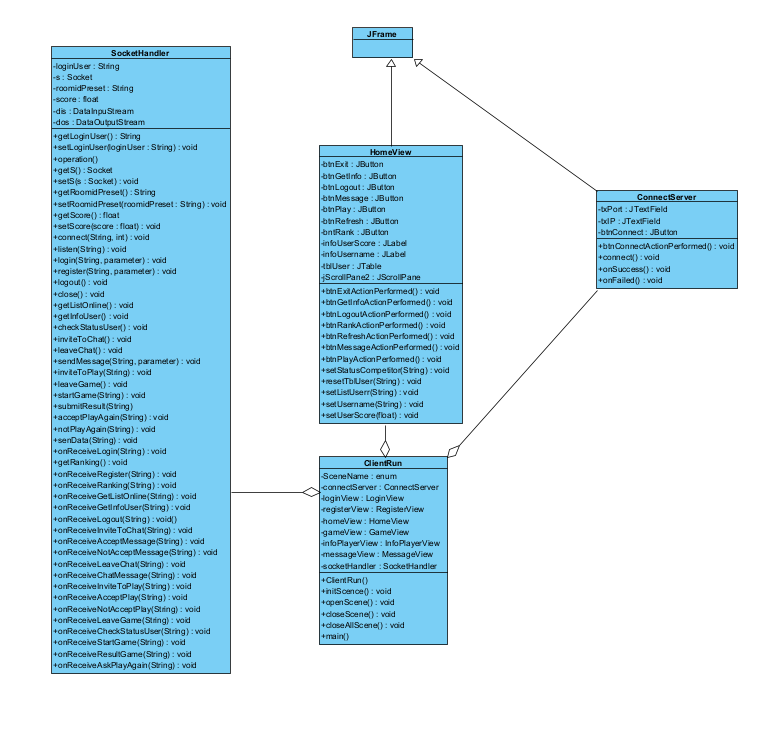 JFrame
SocketHandler
-loginUser : String
-s : Socket
-roomidPreset : String
-score : float
-dis : DataInpuStream
-dos : DataOutputStream
+getLoginUser() : String
+setLoginUser(loginUser : String) : void
+operation()
+getS() : Socket
+setS(s : Socket) : void
+getRoomidPreset() : String
+setRoomidPreset(roomidPreset : String) : void
+getScore() : float
+setScore(score : float) : void
+connect(String, int) : void
+listen(String) : void
+login(String, parameter) : void
+register(String, parameter) : void
+logout() : void
+close() : void
+getListOnline() : void
+getInfoUser() : void
+checkStatusUser() : void
+inviteToChat() : void
+leaveChat() : void
+sendMessage(String, parameter) : void
+inviteToPlay(String) : void
+leaveGame() : void
+startGame(String) : void
+submitResult(String)
+acceptPlayAgain(String) : void
+notPlayAgain(String) : void
+senData(String) : void
+onReceiveLogin(String) : void
+getRanking() : void
+onReceiveRegister(String) : void
+onReceiveRanking(String) : void
+onReceiveGetListOnline(String) : void
+onReceiveGetInfoUser(String) : void
+onReceiveLogout(String) : void()
+onReceiveInviteToChat(String) : void
+onReceiveAcceptMessage(String) : void
+onReceiveNotAcceptMessage(String) : void
+onReceiveLeaveChat(String) : void
+onReceiveChatMessage(String) : void
+onReceiveInviteToPlay(String) : void
+onReceiveAcceptPlay(String) : void
+onReceiveNotAcceptPlay(String) : void
+onReceiveLeaveGame(String) : void
+onReceiveCheckStatusUser(String) : void
+onReceiveStartGame(String) : void
+onReceiveResultGame(String) : void
+onReceiveAskPlayAgain(String) : void
HomeView
-btnExit : JButton
-btnGetInfo : JButton
-btnLogout : JButton
-btnMessage : JButton
-btnPlay : JButton
-btnRefresh : JButton
-bntRank : JButton
-infoUserScore : JLabel
-infoUsername : JLabel
-tblUser : JTable
-jScrollPane2 : JScrollPane
+btnExitActionPerformed() : void
+btnGetInfoActionPerformed() : void
+btnLogoutActionPerformed() : void
+btnRankActionPerformed() : void
+btnRefreshActionPerformed() : void
+btnMessageActionPerformed() : void
+btnPlayActionPerformed() : void
+setStatusCompetitor(String) : void
+resetTblUser(String) : void
+setListUserr(String) : void
+setUsername(String) : void
+setUserScore(float) : void
ConnectServer
-txPort : JTextField
-txIP : JTextField
-btnConnect : JButton
+btnConnectActionPerformed() : void
+connect() : void
+onSuccess() : void
+onFailed() : void
ClientRun
-SceneName : enum
-connectServer : ConnectServer
-loginView : LoginView
-registerView : RegisterView
-homeView : HomeView
-gameView : GameView
-infoPlayerView : InfoPlayerView
-messageView : MessageView
-socketHandler : SocketHandler
+ClientRun()
+initScence() : void
+openScene() : void
+closeScene() : void
+closeAllScene() : void
+main()